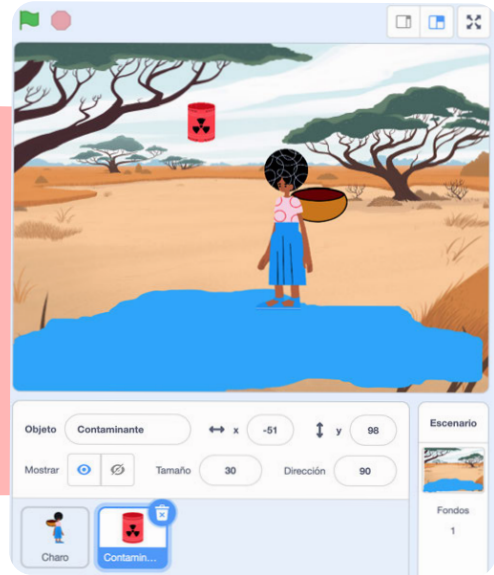 Objeto Contaminante x -51 y 98
Mostrar Tamaño 30 Dirección 90
Charo
Contamin...
Escenario
Fondos
1